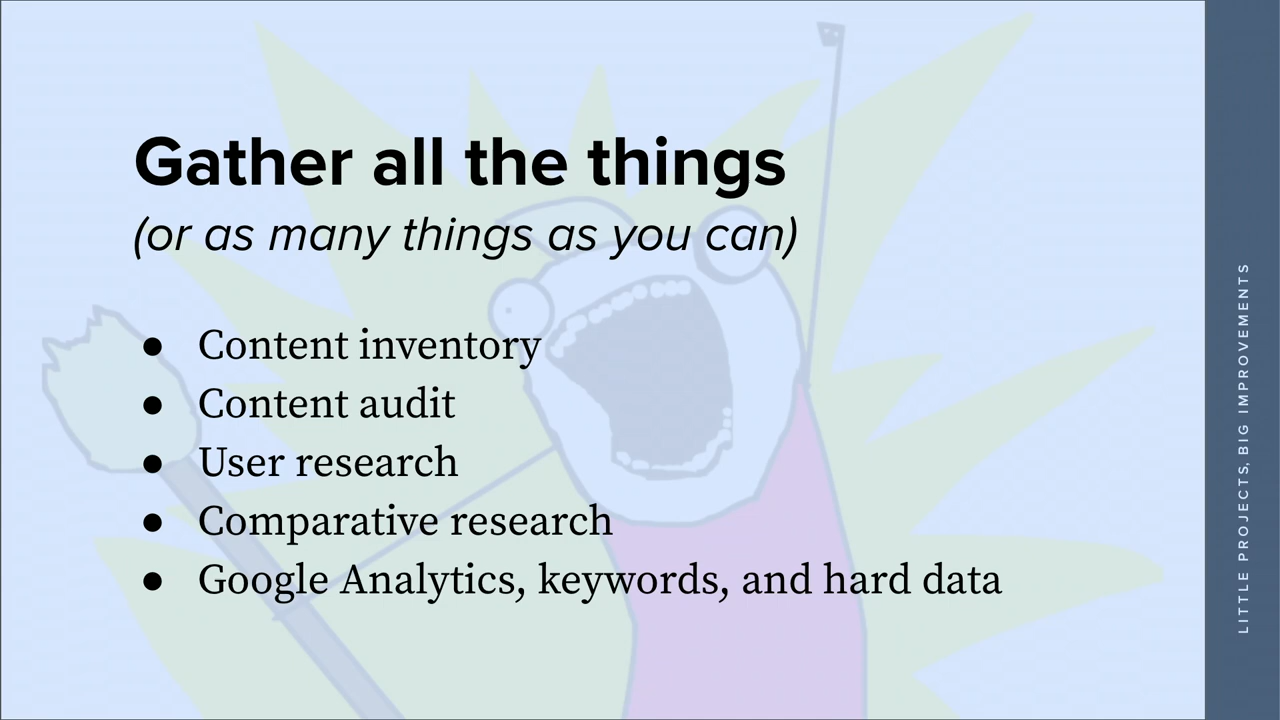 Gather all the things
(or as many things as you can)
● Content inventory
● Content audit
● User research
● Comparative research
● Google Analytics, keywords, and hard data
LITTLE PROJECTS, BIG IMPROVEMENTS